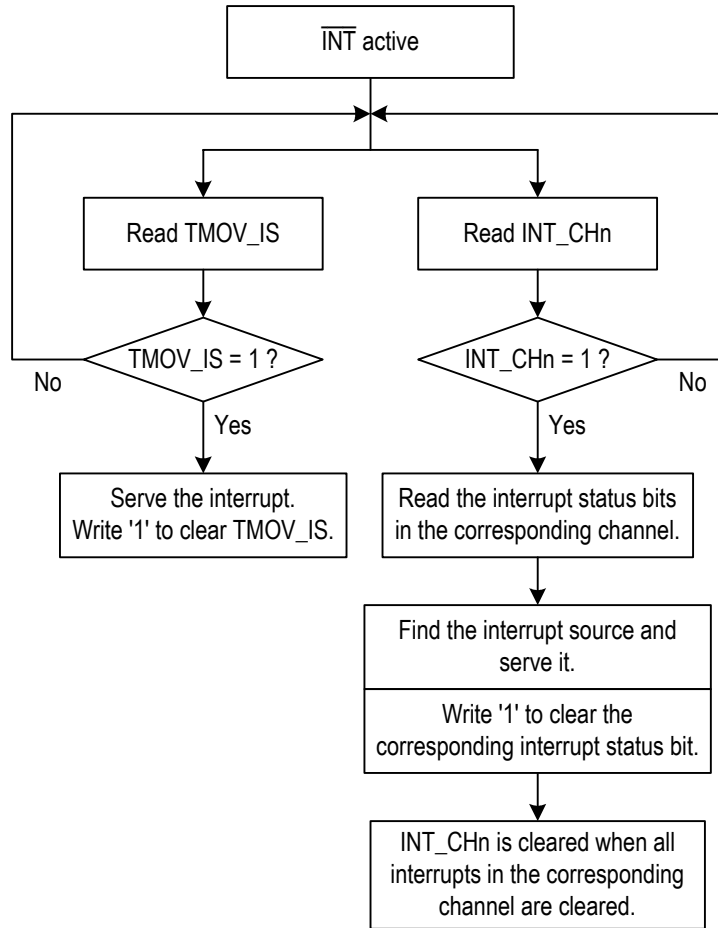 INT active
Read TMOV_IS
Read INT_CHn
TMOV_IS = 1 ?
INT_CHn = 1 ?
No
No
Yes
Yes
Serve the interrupt.
Write '1' to clear TMOV_IS.
Read the interrupt status bits
in the corresponding channel.
Find the interrupt source and
serve it.
Write '1' to clear the
corresponding interrupt status bit.
INT_CHn is cleared when all
interrupts in the corresponding
channel are cleared.